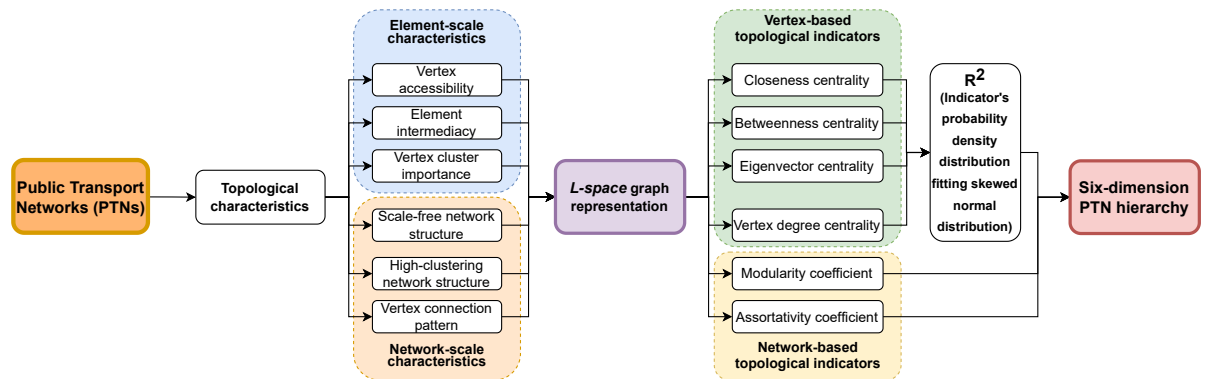 Public Transport
Networks (PTNs)
Topological
characteristics
Element-scale
characteristics
Vertex
accessibility
Element
intermediacy
Vertex cluster
importance
Scale-free network
structure
High-clustering
network structure
Vertex connection
pattern
Network-scale
characteristics
L-space graph
representation
Vertex-based
topological indicators
Closeness centrality
Betweenness centrality
Eigenvector centrality
Vertex degree centrality
Modularity coefficient
Assortativity coefficient
Network-based
topological indicators
R²
(Indicator's
probability
density
distribution
fitting skewed
normal
distribution)
Six-dimension
PTN hierarchy